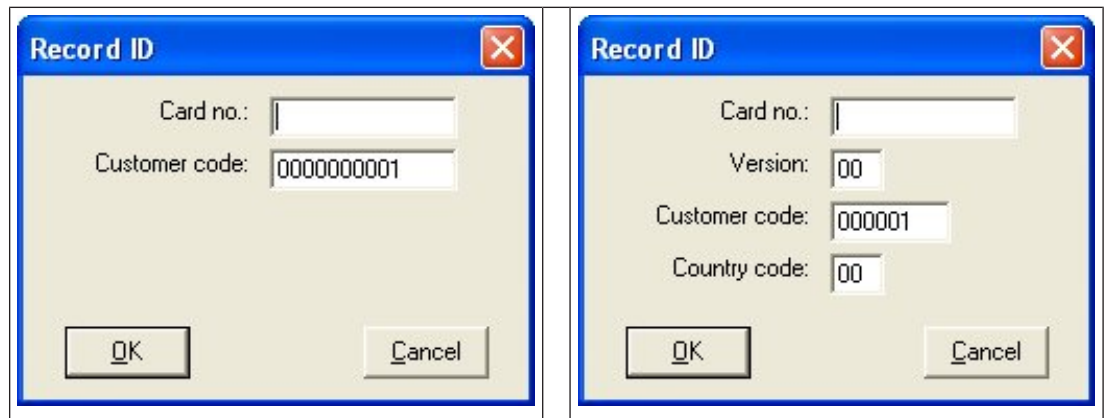 Record ID
Card no.:
Customer code: 0000000001
OK Cancel
Record ID
Card no.:
Version: 00
Customer code: 000001
Country code: 00
OK Cancel